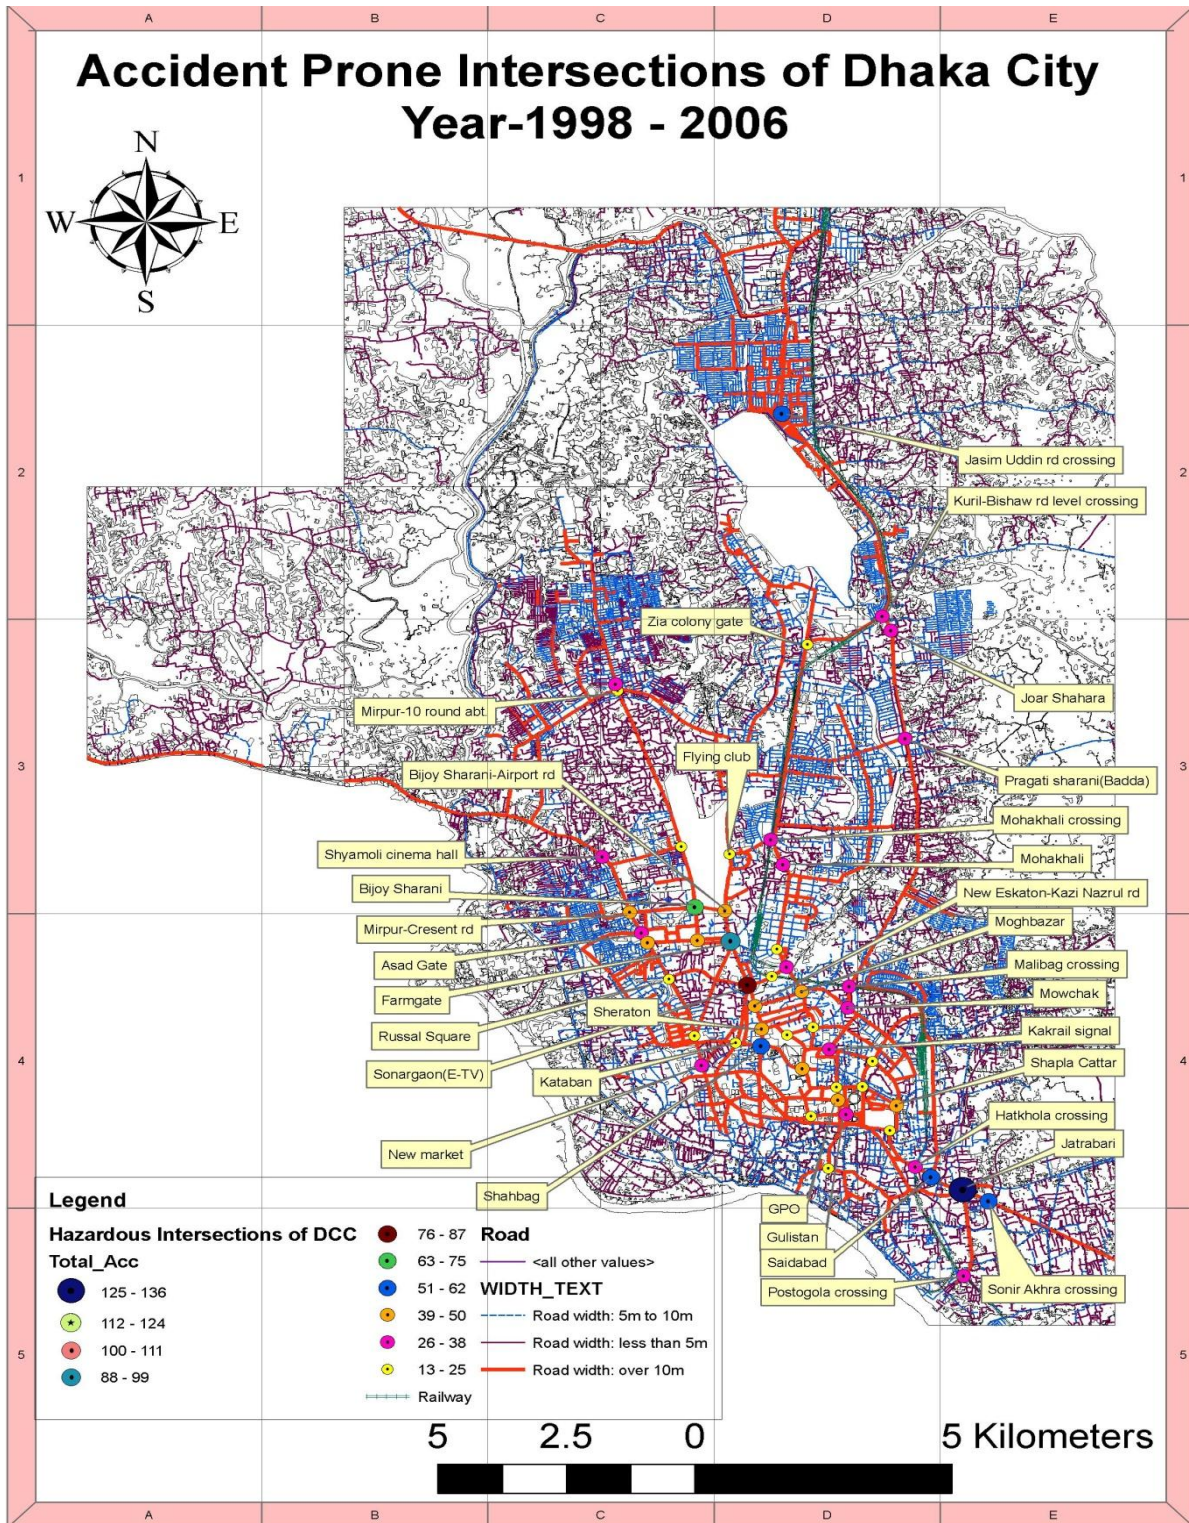 A B C D E
Accident Prone Intersections of Dhaka City
Year-1998 - 2006
N
W E
S
1 1
2 2
3 3
4 4
5 5
Jasim Uddin rd crossing
Kuril-Bishaw rd level crossing
Zia colony gate
Joar Shahara
Mirpur-10 round abt.
Flying club
Bijoy Sharani-Airport rd
Pragati sharani(Badda)
Mohakhali crossing
Shyamoli cinema hall
Mohakhali
Bijoy Sharani
New Eskaton-Kazi Nazrul rd
Mirpur-Cresent rd
Moghbazar
Asad Gate
Malibag crossing
Farmgate
Mowchak
Russal Square
Sheraton
Kakrail signal
Sonargaon(E-TV)
Kataban
Shapla Cattar
Hatkhola crossing
New market
Jatrabari
Shahbag
GPO
Gulistan
Saidabad
Postogola crossing
Sonir Akhra crossing
Legend
Hazardous Intersections of DCC
Total_Acc
125 - 136
112 - 124
100 - 111
88 - 99
76 - 87
63 - 75
51 - 62
39 - 50
26 - 38
13 - 25
Railway
Road
<all other values>
WIDTH_TEXT
Road width: 5m to 10m
Road width: less than 5m
Road width: over 10m
5 2.5 0 5 Kilometers
A B C D E